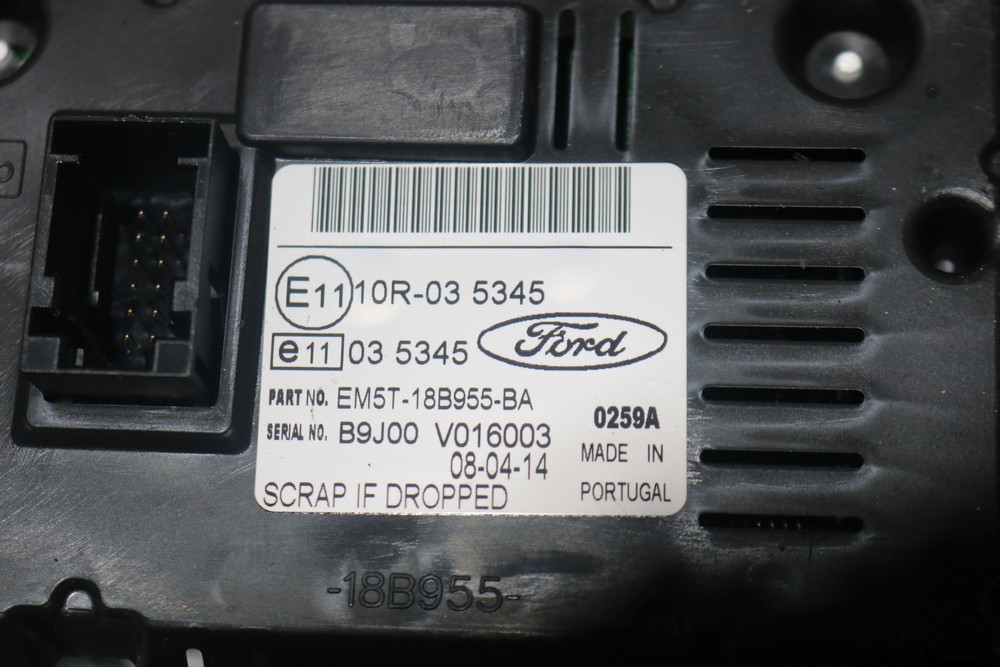 E11 10R-03 5345
e11 03 5345 Ford
PART NO. EM5T-18B955-BA
0259A
SERIAL NO. B9J00 V016003
08-04-14
MADE IN
SCRAP IF DROPPED
PORTUGAL
-18B955-